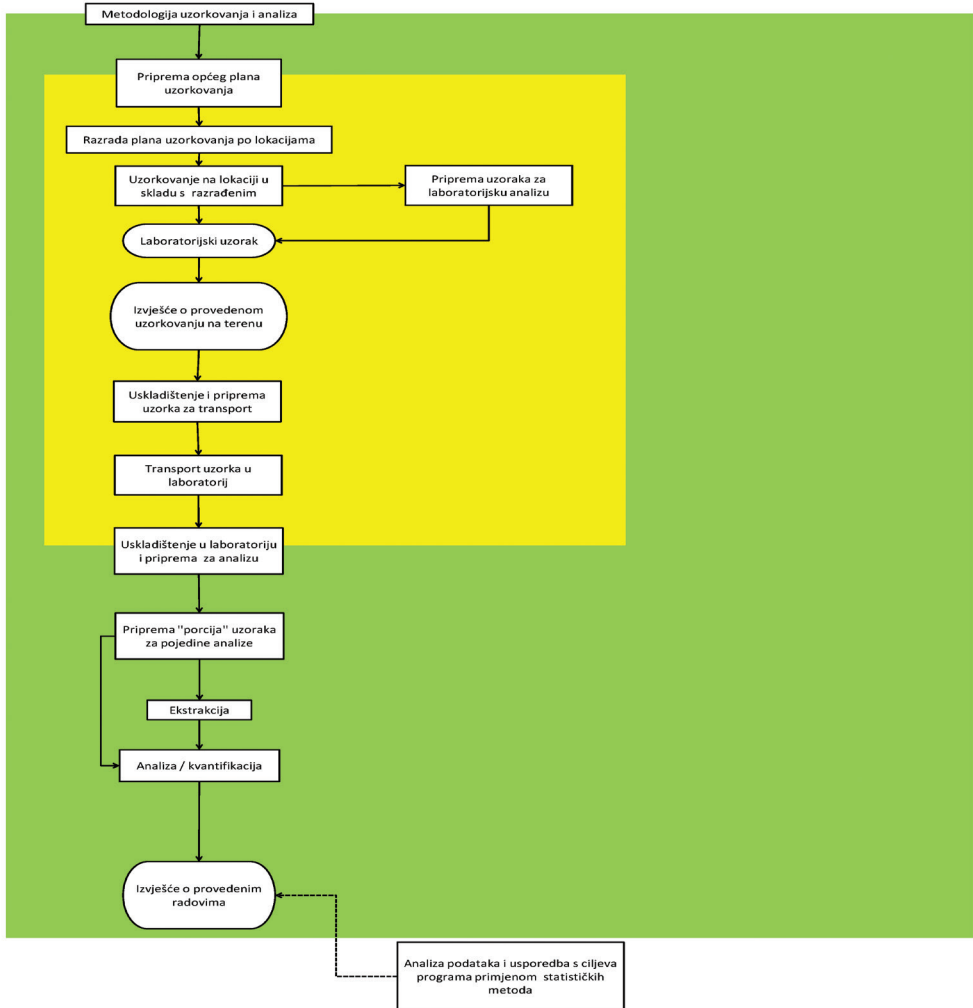 Metodologija uzorkovanja i analiza
Priprema općeg plana
uzorkovanja
Razrada plana uzorkovanja po lokacijama
Uzorkovanje na lokaciji u
skladu s razrađenim
Priprema uzoraka za
laboratorijsku analizu
Laboratorijski uzorak
Izvješće o provedenom
uzorkovanju na terenu
Uskladištenje i priprema
uzorka za transport
Transport uzorka u
laboratorij
Uskladištenje u laboratoriju
i priprema za analizu
Priprema "porcija" uzoraka
za pojedine analize
Ekstrakcija
Analiza / kvantifikacija
Izvješće o provedenim
radovima
Analiza podataka i usporedba s ciljeva
programa primjenom statističkih
metoda